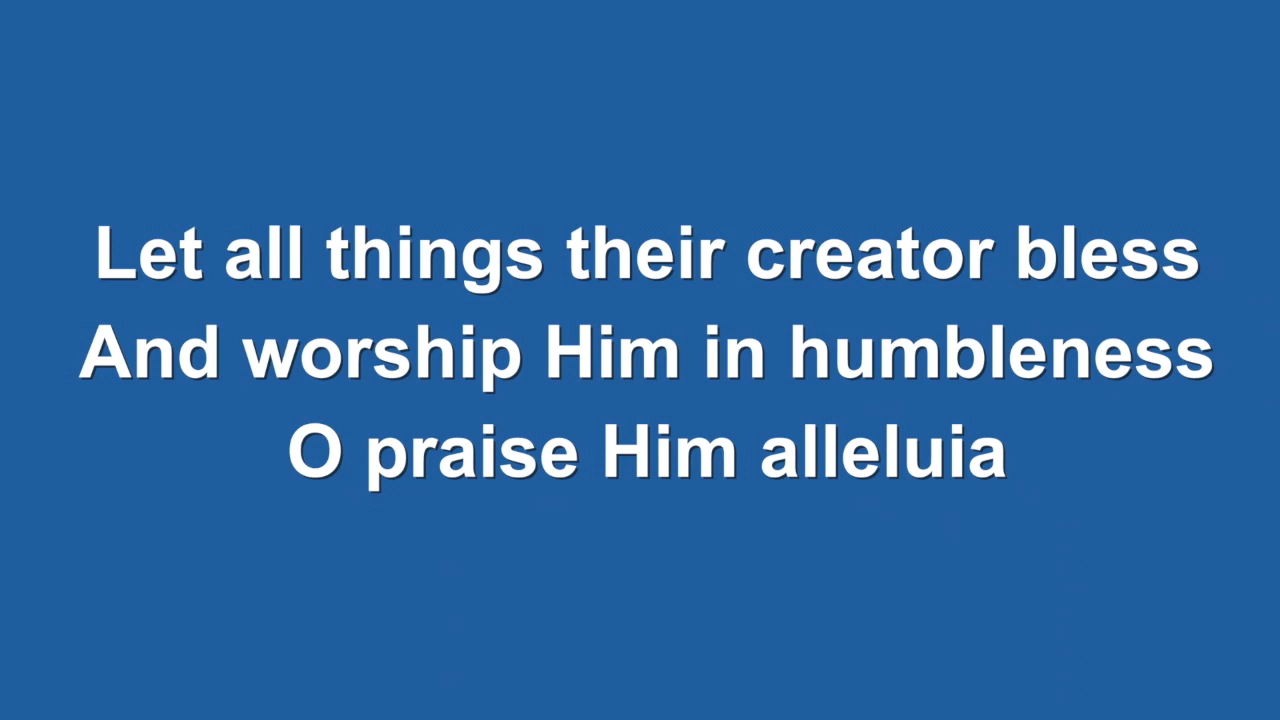 Let all things their creator bless
And worship Him in humbleness
O praise Him alleluia